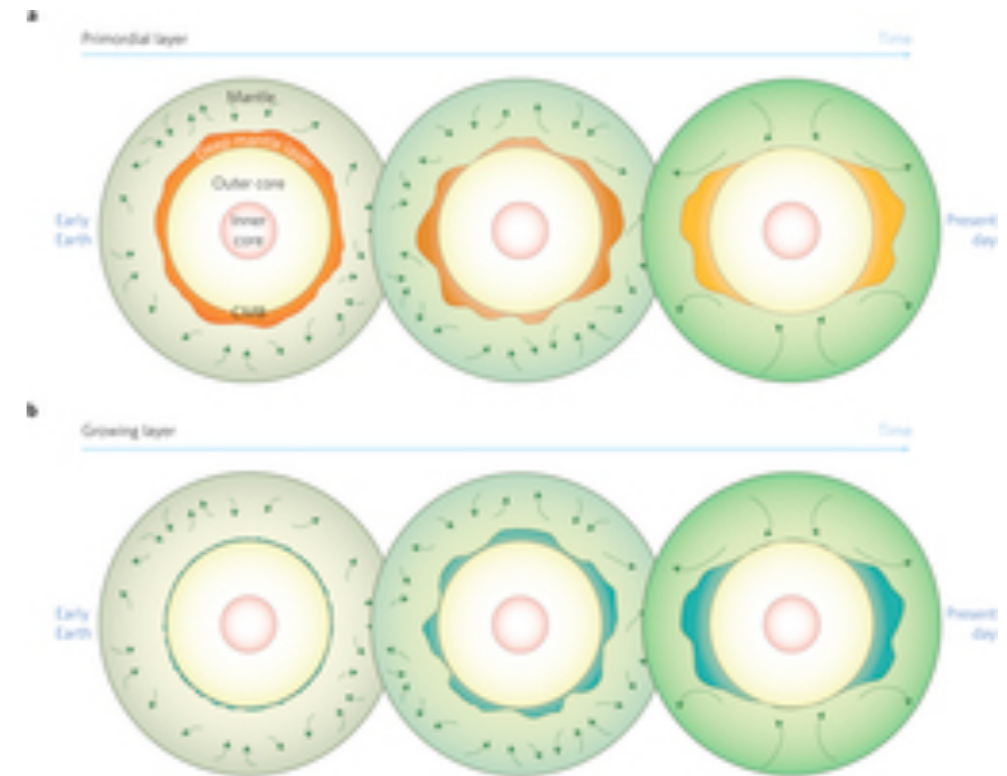 a
Primordial layer
Time
Mantle
Deep mantle layer
Outer core
Early
Earth
Inner
core
Present
day
CMB
b
Growing layer
Time
Early
Earth
Present
day